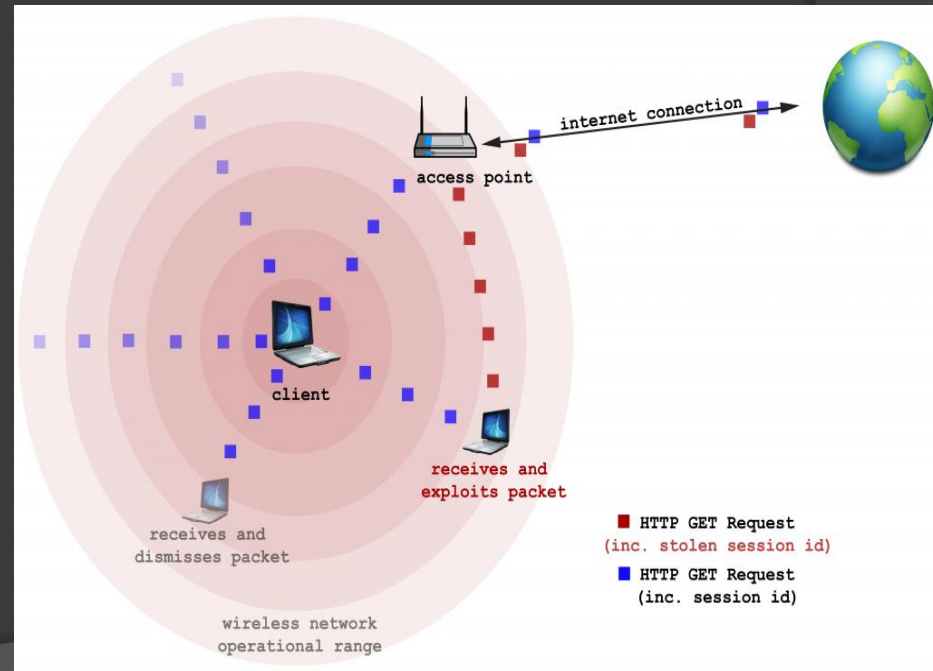 internet connection
access point
client
receives and
exploits packet
receives and
dismisses packet
HTTP GET Request
(inc. stolen session id)
HTTP GET Request
(inc. session id)
wireless network
operational range